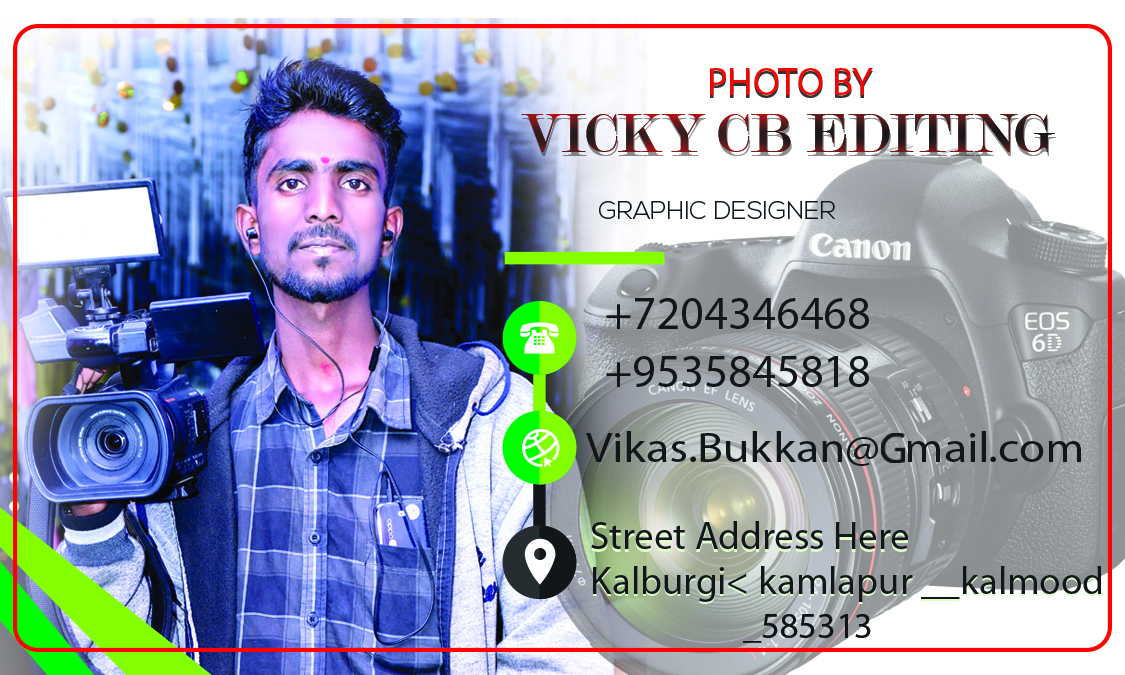 PHOTO BY
VICKY CB EDITING
GRAPHIC DESIGNER
Canon
+7204346468
EOS
6D
+9535845818
CANON EF LENS
Vikas.Bukkan@Gmail.com
Street Address Here
Kalburgi< kamlapur __kalmood
_585313